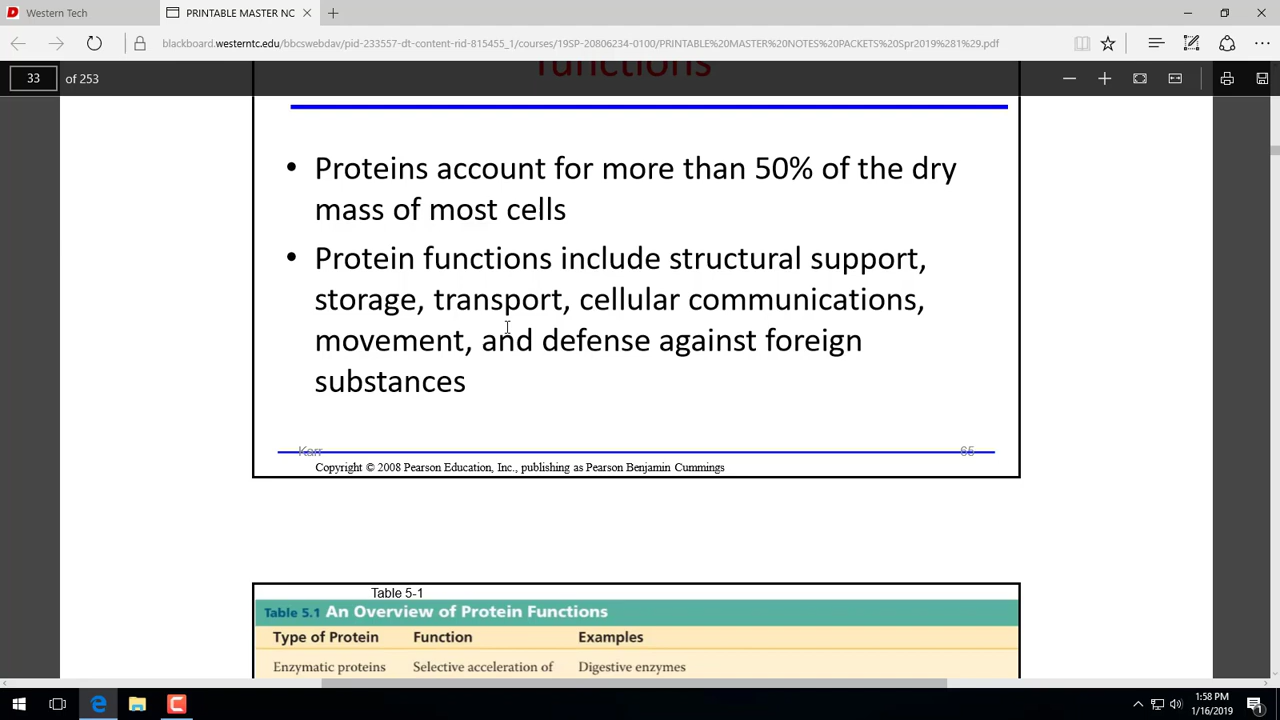 Western Tech
PRINTABLE MASTER NC
blackboard.westerntc.edu/bbcswebdav/pid-233557-dt-content-rid-815455_1/courses/19SP-20806234-0100/PRINTABLE%20MASTER%20NOTES%20PACKETS%20Spr2019%281%29.pdf
33 of 253
functions
• Proteins account for more than 50% of the dry
mass of most cells
• Protein functions include structural support,
storage, transport, cellular communications,
movement, and defense against foreign
substances
Karr 65
Copyright © 2008 Pearson Education, Inc., publishing as Pearson Benjamin Cummings
Table 5-1
Table 5.1 An Overview of Protein Functions
Type of Protein Function Examples
Enzymatic proteins Selective acceleration of Digestive enzymes
1:58 PM
1/16/2019